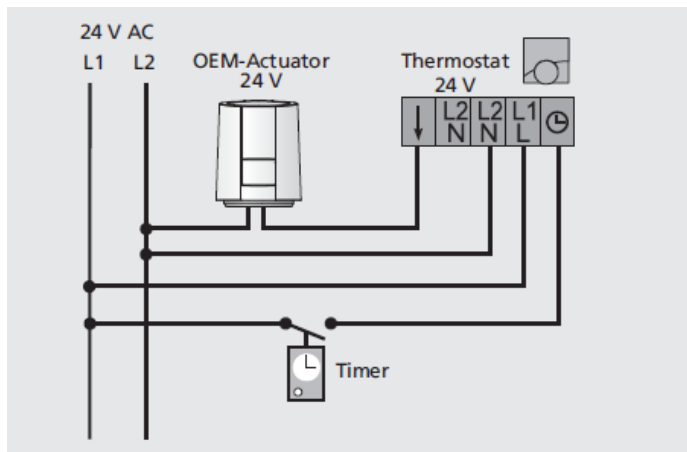 24 V AC
L1 L2
OEM-Actuator
24 V
Thermostat
24 V
L2 L2 L1
N N L
Timer